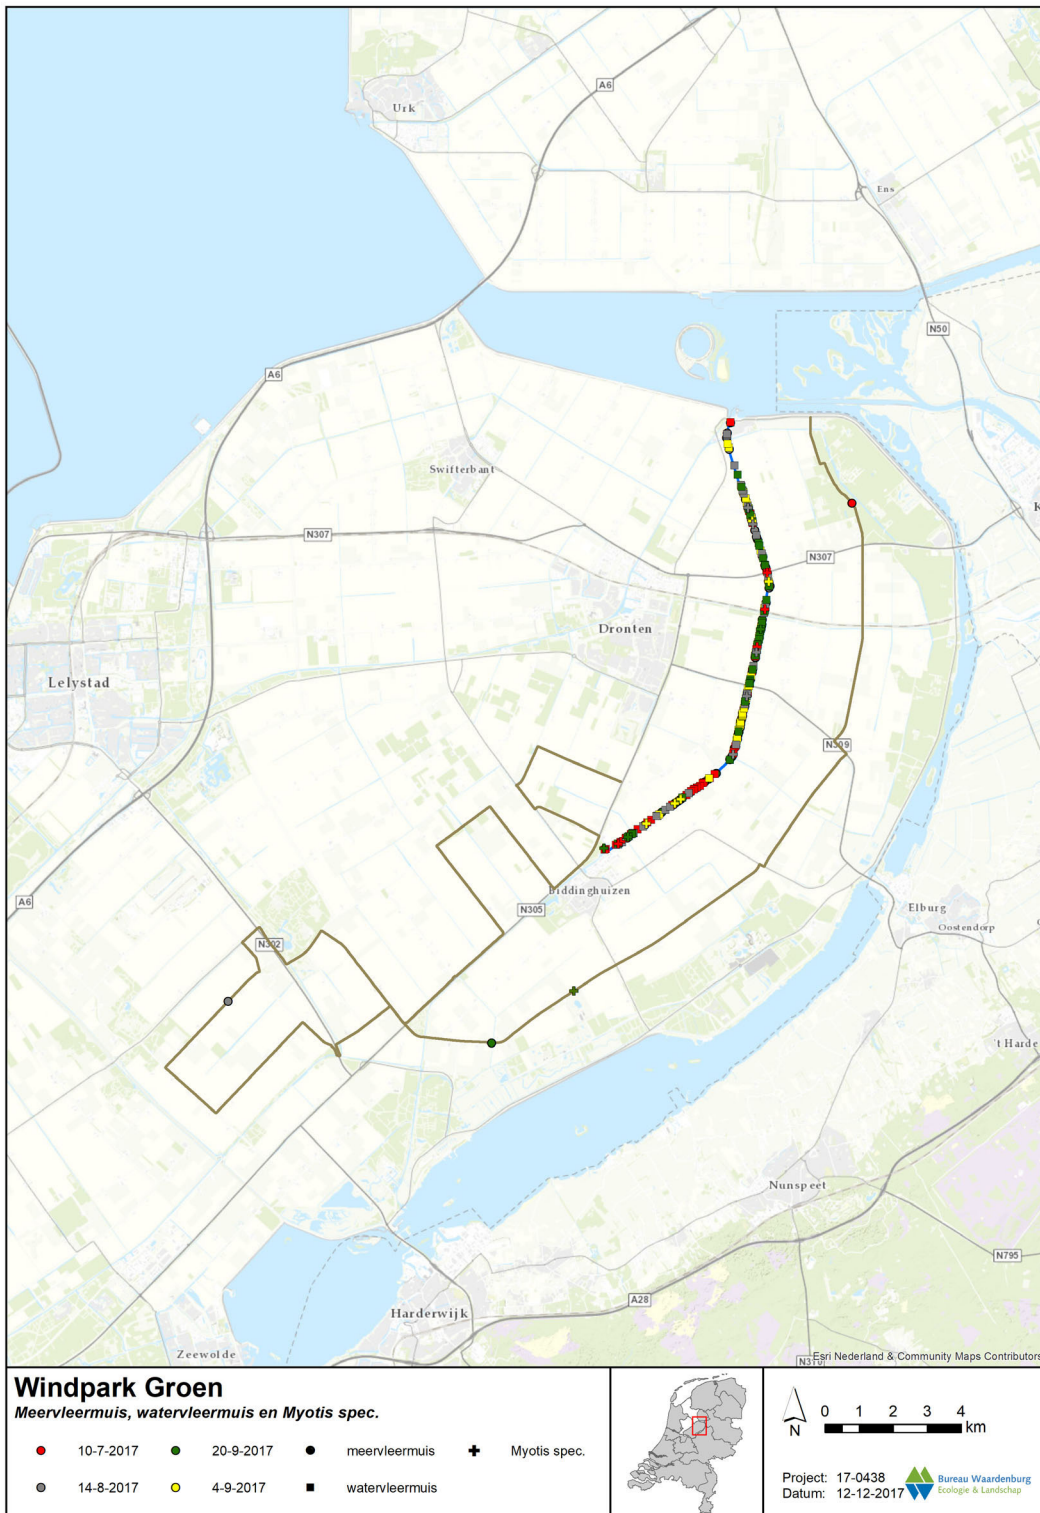 Urk
A6
Ens
N50
A6
Swifterbant
N307
N307
Dronten
Lelystad
N309
Biddinghuizen
A6
N305
Elburg
Oostendorp
N302
't Harde
Nunspeet
N795
A28
Harderwijk
Zeewolde
N310
Esri Nederland & Community Maps Contributors
Windpark Groen
Meervleermuis, watervleermuis en Myotis spec.
10-7-2017
20-9-2017
meervleermuis
Myotis spec.
14-8-2017
4-9-2017
watervleermuis
N
0 1 2 3 4
km
Project: 17-0438
Datum: 12-12-2017
Bureau Waardenburg
Ecologie & Landschap